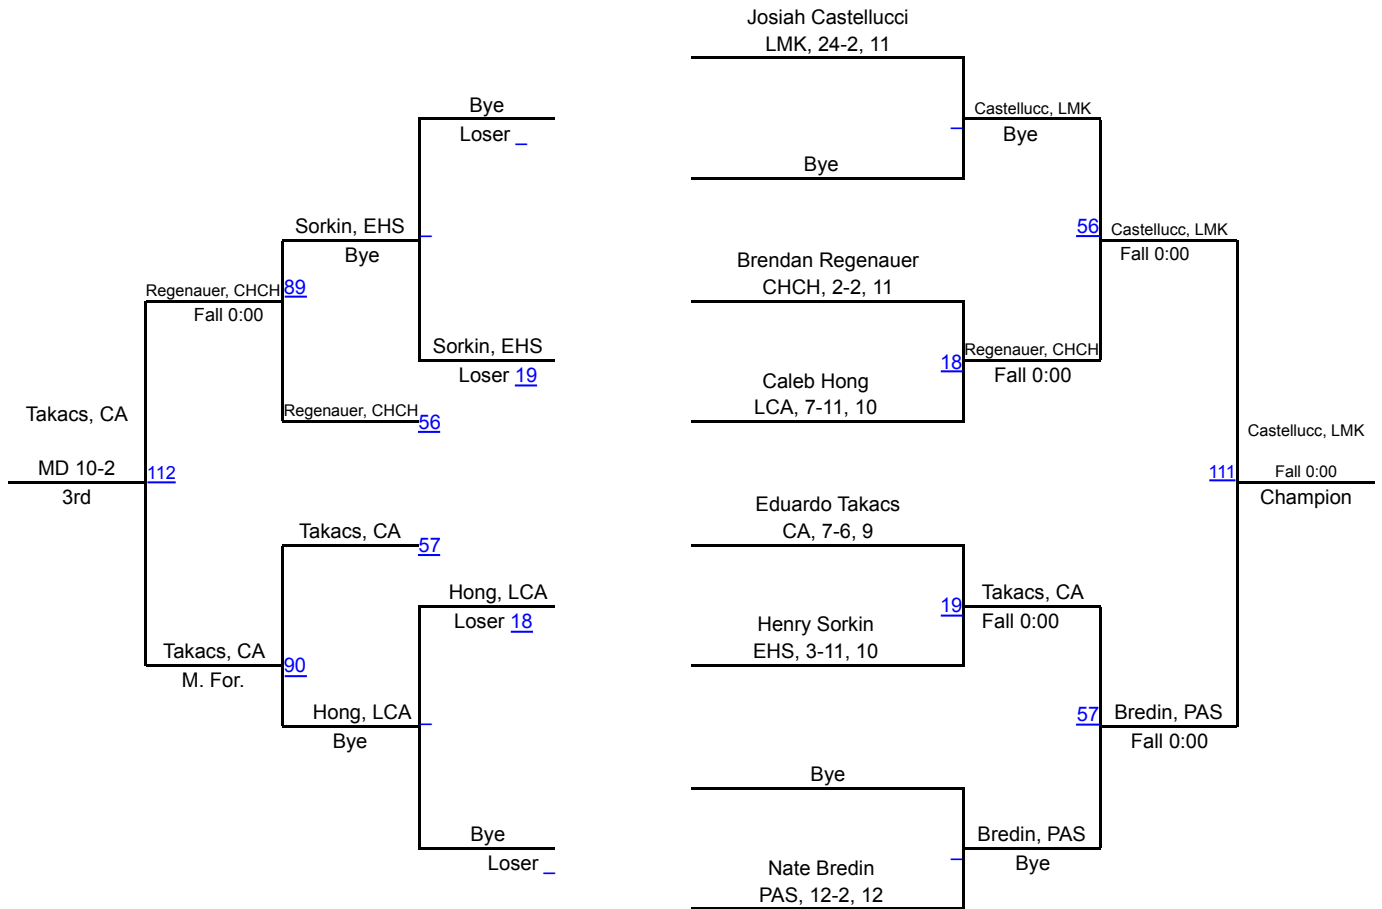 Josiah Castellucci
LMK, 24-2, 11
Bye
Loser _
Castellucc, LMK
Bye
_
Bye
Sorkin, EHS
Bye
_
56
Castellucc, LMK
Fall 0:00
Brendan Regenauer
CHCH, 2-2, 11
Regenauer, CHCH
Fall 0:00
89
Sorkin, EHS
Loser 19
18
Regenauer, CHCH
Fall 0:00
Caleb Hong
LCA, 7-11, 10
Regenauer, CHCH
56
Takacs, CA
MD 10-2
3rd
112
Castellucc, LMK
111
Fall 0:00
Champion
Eduardo Takacs
CA, 7-6, 9
Takacs, CA
57
Hong, LCA
Loser 18
19
Takacs, CA
Fall 0:00
Henry Sorkin
EHS, 3-11, 10
Takacs, CA
M. For.
90
Hong, LCA
Bye
_
57
Bredin, PAS
Fall 0:00
Bye
Bye
Loser _
Bredin, PAS
Bye
_
Nate Bredin
PAS, 12-2, 12